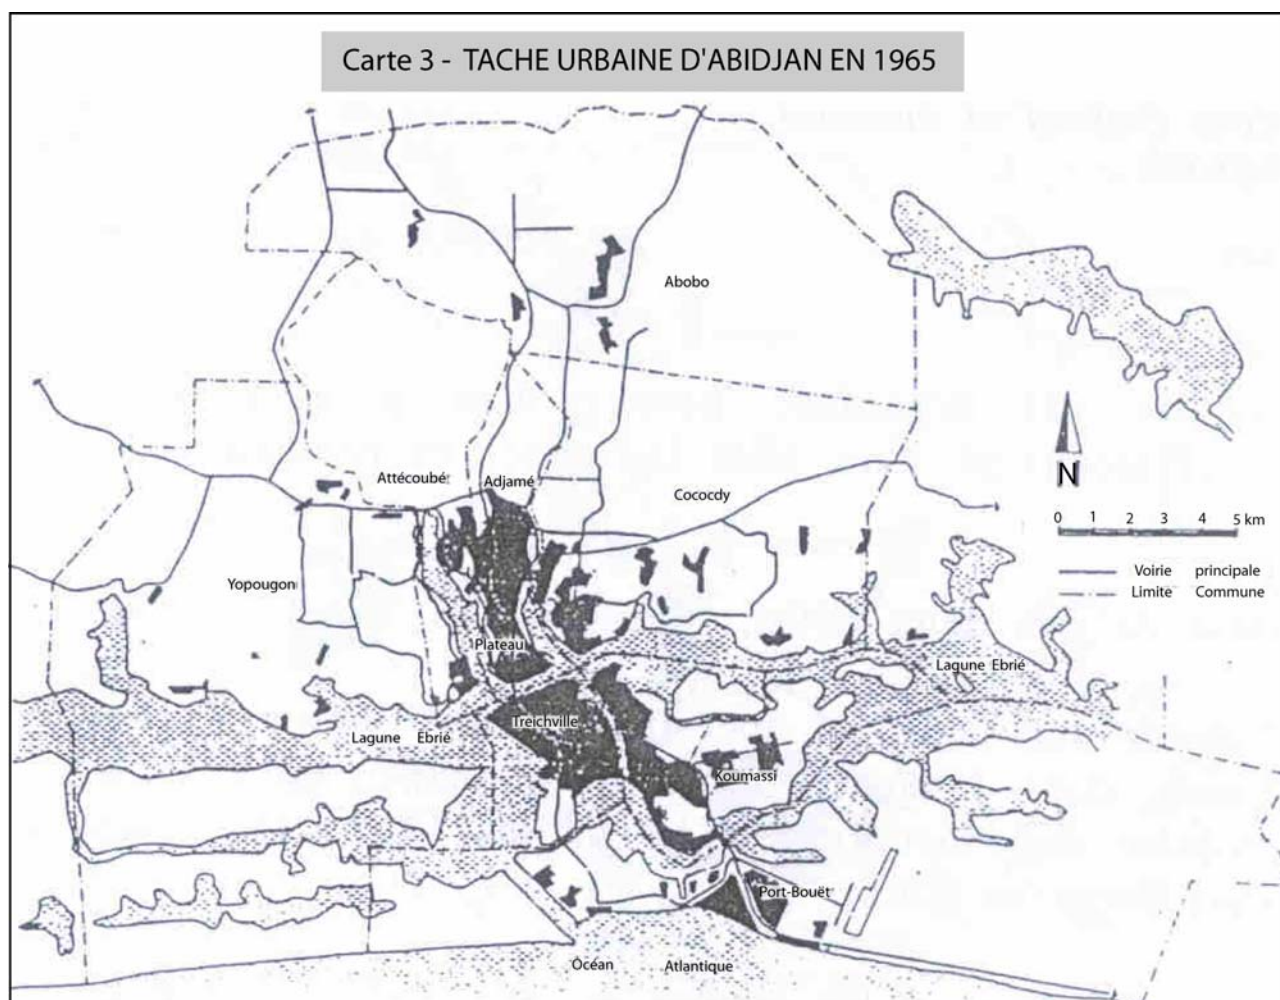 Carte 3 - TACHE URBAINE D'ABIDJAN EN 1965
Abobo
Attécoubé
Adjamé
Cococdy
N
0 1 2 3 4 5 km
Voirie principale
Limite Commune
Yopougon
Plateau
Lagune Ebrié
Treichville
Lagune Ebrié
Koumassi
Port-Bouët
Océan Atlantique